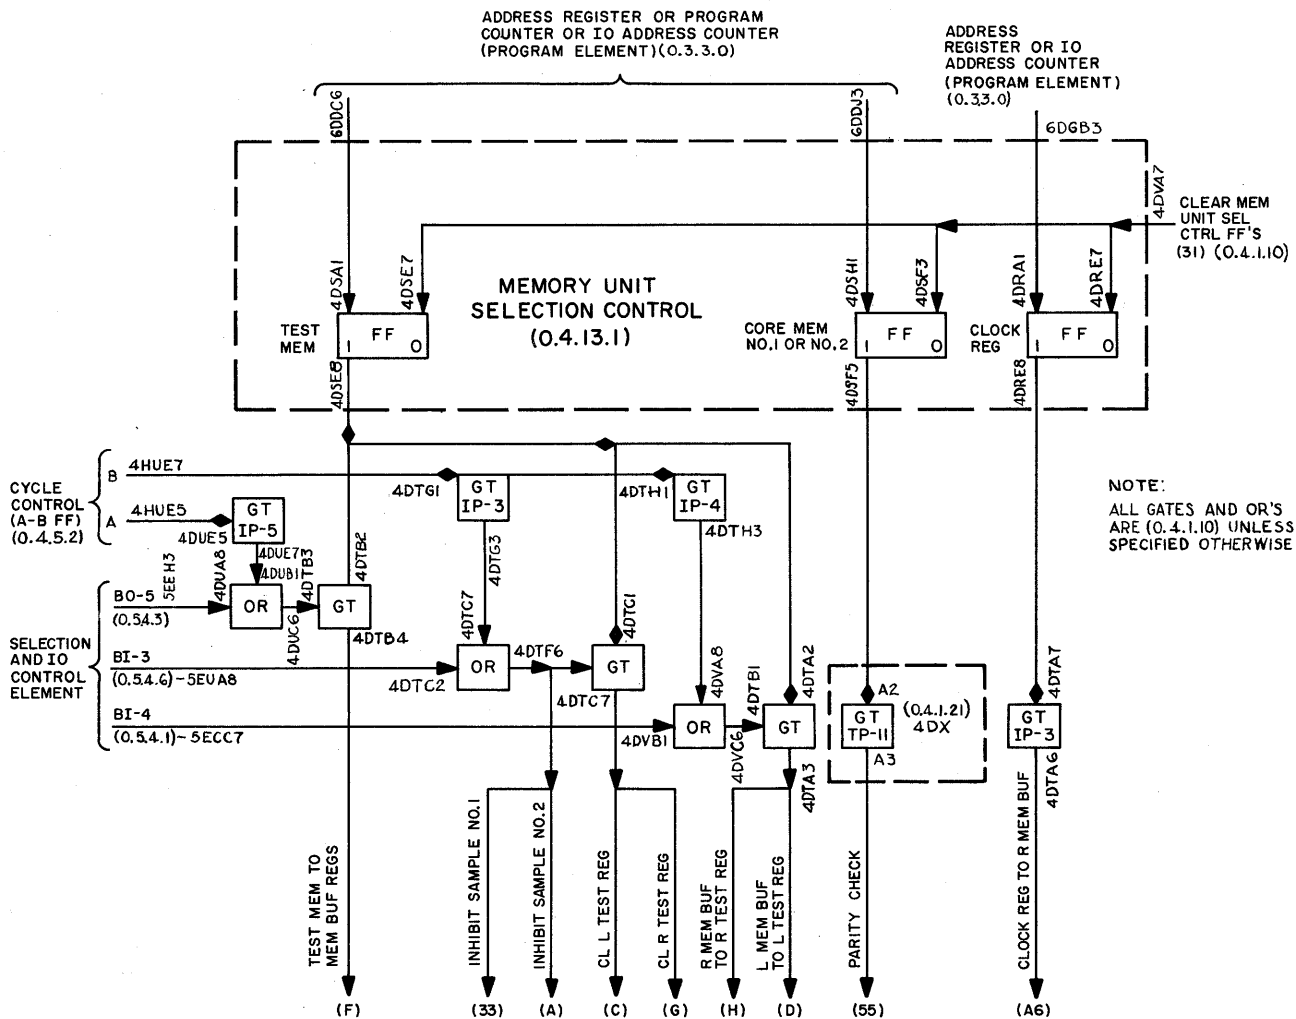 ADDRESS REGISTER OR PROGRAM
COUNTER OR IO ADDRESS COUNTER
(PROGRAM ELEMENT)(0.3.3.0)
ADDRESS
REGISTER OR IO
ADDRESS COUNTER
(PROGRAM ELEMENT)
(0.3.3.0)
6DDC6
6DDJ3
6DGB3
4DVA7
CLEAR MEM
UNIT SEL
CTRL FF'S
(31) (0.4.1.10)
4DSA1
4DSE7
MEMORY UNIT
SELECTION CONTROL
(0.4.13.1)
4DSH1
4DSF3
4DRA1
4DRE7
TEST
MEM
FF
1
0
CORE MEM
NO.1 OR NO.2
FF
1
0
CLOCK
REG
FF
1
0
4DSE8
4DSF5
4DRE8
CYCLE
CONTROL
(A-B FF)
(0.4.5.2)
B
4HUE7
A
4HUE5
4DUE5
GT
IP-5
4DUE7
4DUB1
4DTG1
GT
IP-3
4DTG3
4DTH1
GT
IP-4
4DTH3
NOTE:
ALL GATES AND OR'S
ARE (0.4.1.10) UNLESS
SPECIFIED OTHERWISE
SELECTION
AND IO
CONTROL
ELEMENT
BO-5
(0.5.4.3)
5EEH3
4DUA8
OR
4DUC6
4DTB3
4DTB2
GT
4DTB4
BI-3
(0.5.4.6)-5EUA8
4DTC2
4DTC7
OR
4DTF6
4DTC7
4DTC1
GT
BI-4
(0.5.4.1)-5ECC7
4DVB1
4DVA8
OR
4DVC6
4DTB1
4DTA2
GT
4DTA3
A2
GT
TP-11
A3
(0.4.1.21)
4DX
4DTA7
GT
IP-3
4DTA6
TEST MEM TO
MEM BUF REGS
INHIBIT SAMPLE NO.1
INHIBIT SAMPLE NO.2
CL L TEST REG
CL R TEST REG
R MEM BUF
TO R TEST REG
L MEM BUF
TO L TEST REG
PARITY CHECK
CLOCK REG TO R MEM BUF
(F)
(33)
(A)
(C)
(G)
(H)
(D)
(55)
(A6)